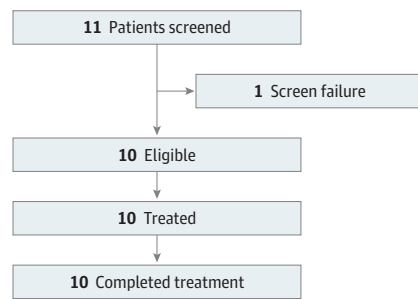 11 Patients screened
1 Screen failure
10 Eligible
10 Treated
10 Completed treatment